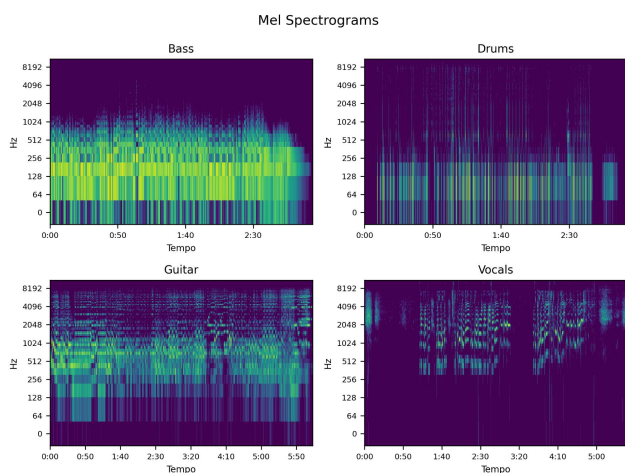 Mel Spectrograms
Bass
Drums
8192
4096
2048
1024
512
256
128
64
0
Hz
0:00 0:50 1:40 2:30
Tempo
8192
4096
2048
1024
512
256
128
64
0
Hz
0:00 0:50 1:40 2:30
Tempo
Guitar
Vocals
8192
4096
2048
1024
512
256
128
64
0
Hz
0:00 0:50 1:40 2:30 3:20 4:10 5:00 5:50
Tempo
8192
4096
2048
1024
512
256
128
64
0
Hz
0:00 0:50 1:40 2:30 3:20 4:10 5:00
Tempo